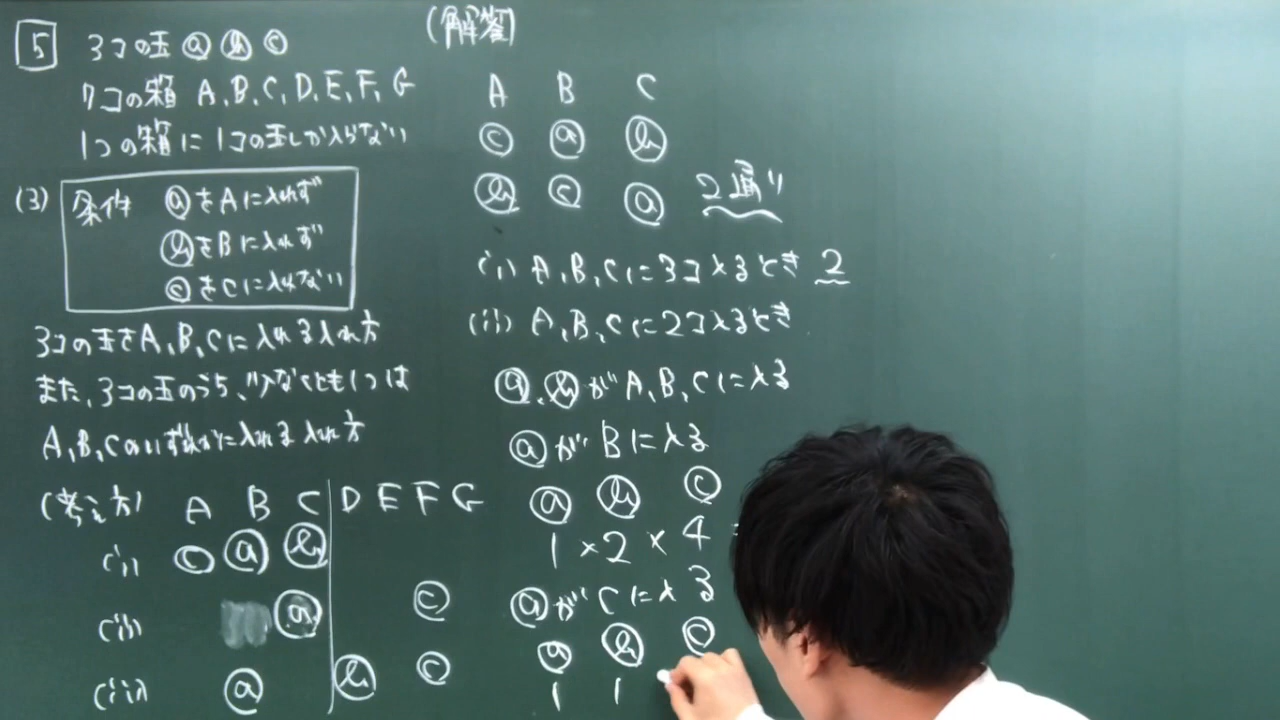 5 3コの玉 ⓐ ⓑ ⓒ
7コの箱 A, B, C, D, E, F, G
1つの箱に1コの玉しか入らない
(3) 条件 ⓐをAに入れず
ⓑをBに入れず
ⓒをCに入れない
3コの玉をA, B, Cに入れる入れ方
また、3コの玉のうち、少なくとも1つは
A, B, Cのいずれかに入れる入れ方
(考え方) A B C D E F G
(i) ⓒ ⓐ ⓑ
(ii) ⓐ ⓒ
(iii) ⓐ ⓑ ⓒ
(解答)
A B C
ⓒ ⓐ ⓑ
ⓑ ⓒ ⓐ 2通り
(i) A, B, Cに3コ入るとき 2
(ii) A, B, Cに2コ入るとき
ⓐ, ⓑが A, B, Cに入る
ⓐが Bに入る
ⓐ ⓑ ⓒ
1 × 2 × 4
ⓐが Cに入る
ⓐ ⓑ ⓒ
1 1